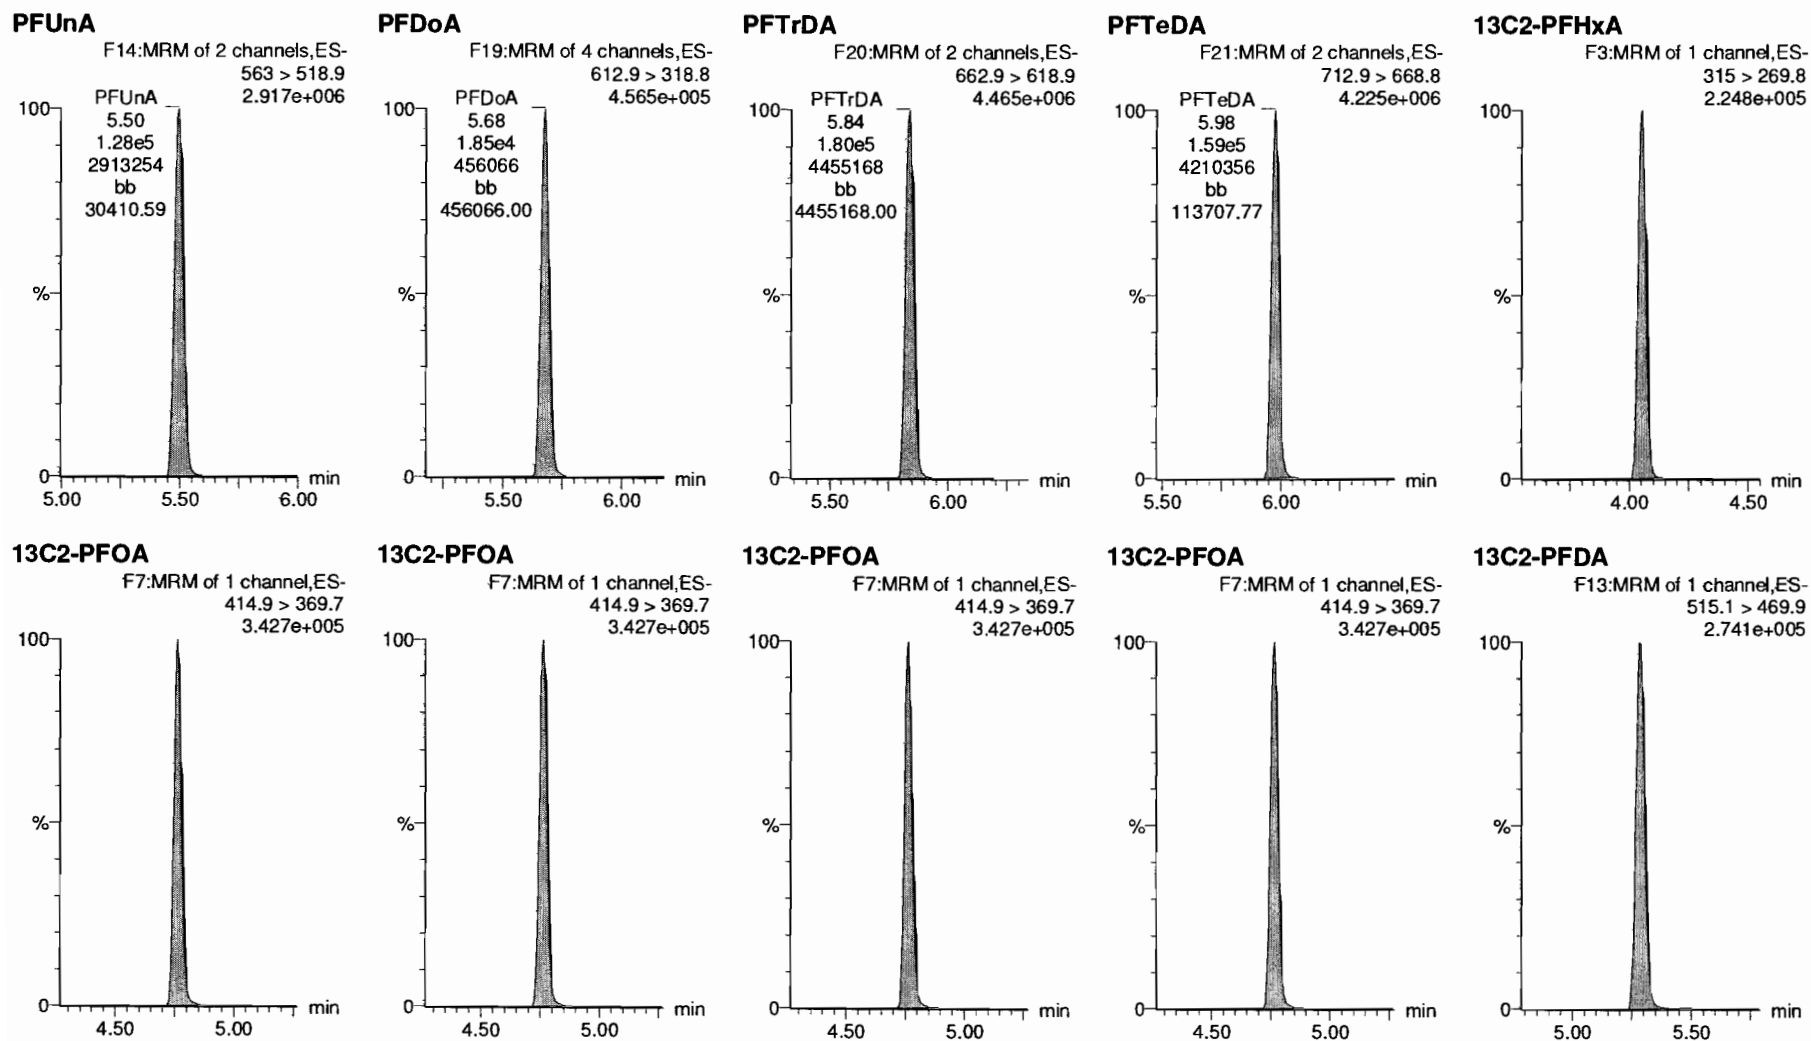 PFUnA
F14:MRM of 2 channels,ES-
563 > 518.9
2.917e+006
PFUnA
5.50
1.28e5
2913254
bb
30410.59
100
%
0
min
5.00 5.50 6.00
PFDoA
F19:MRM of 4 channels,ES-
612.9 > 318.8
4.565e+005
PFDoA
5.68
1.85e4
456066
bb
456066.00
100
%
0
min
5.50 6.00
PFTrDA
F20:MRM of 2 channels,ES-
662.9 > 618.9
4.465e+006
PFTrDA
5.84
1.80e5
4455168
bb
4455168.00
100
%
0
min
5.50 6.00
PFTeDA
F21:MRM of 2 channels,ES-
712.9 > 668.8
4.225e+006
PFTeDA
5.98
1.59e5
4210356
bb
113707.77
100
%
0
min
5.50 6.00
13C2-PFHxA
F3:MRM of 1 channel,ES-
315 > 269.8
2.248e+005
100
%
0
min
4.00 4.50
13C2-PFOA
F7:MRM of 1 channel,ES-
414.9 > 369.7
3.427e+005
100
%
0
min
4.50 5.00
13C2-PFOA
F7:MRM of 1 channel,ES-
414.9 > 369.7
3.427e+005
100
%
0
min
4.50 5.00
13C2-PFOA
F7:MRM of 1 channel,ES-
414.9 > 369.7
3.427e+005
100
%
0
min
4.50 5.00
13C2-PFOA
F7:MRM of 1 channel,ES-
414.9 > 369.7
3.427e+005
100
%
0
min
4.50 5.00
13C2-PFDA
F13:MRM of 1 channel,ES-
515.1 > 469.9
2.741e+005
100
%
0
min
5.00 5.50